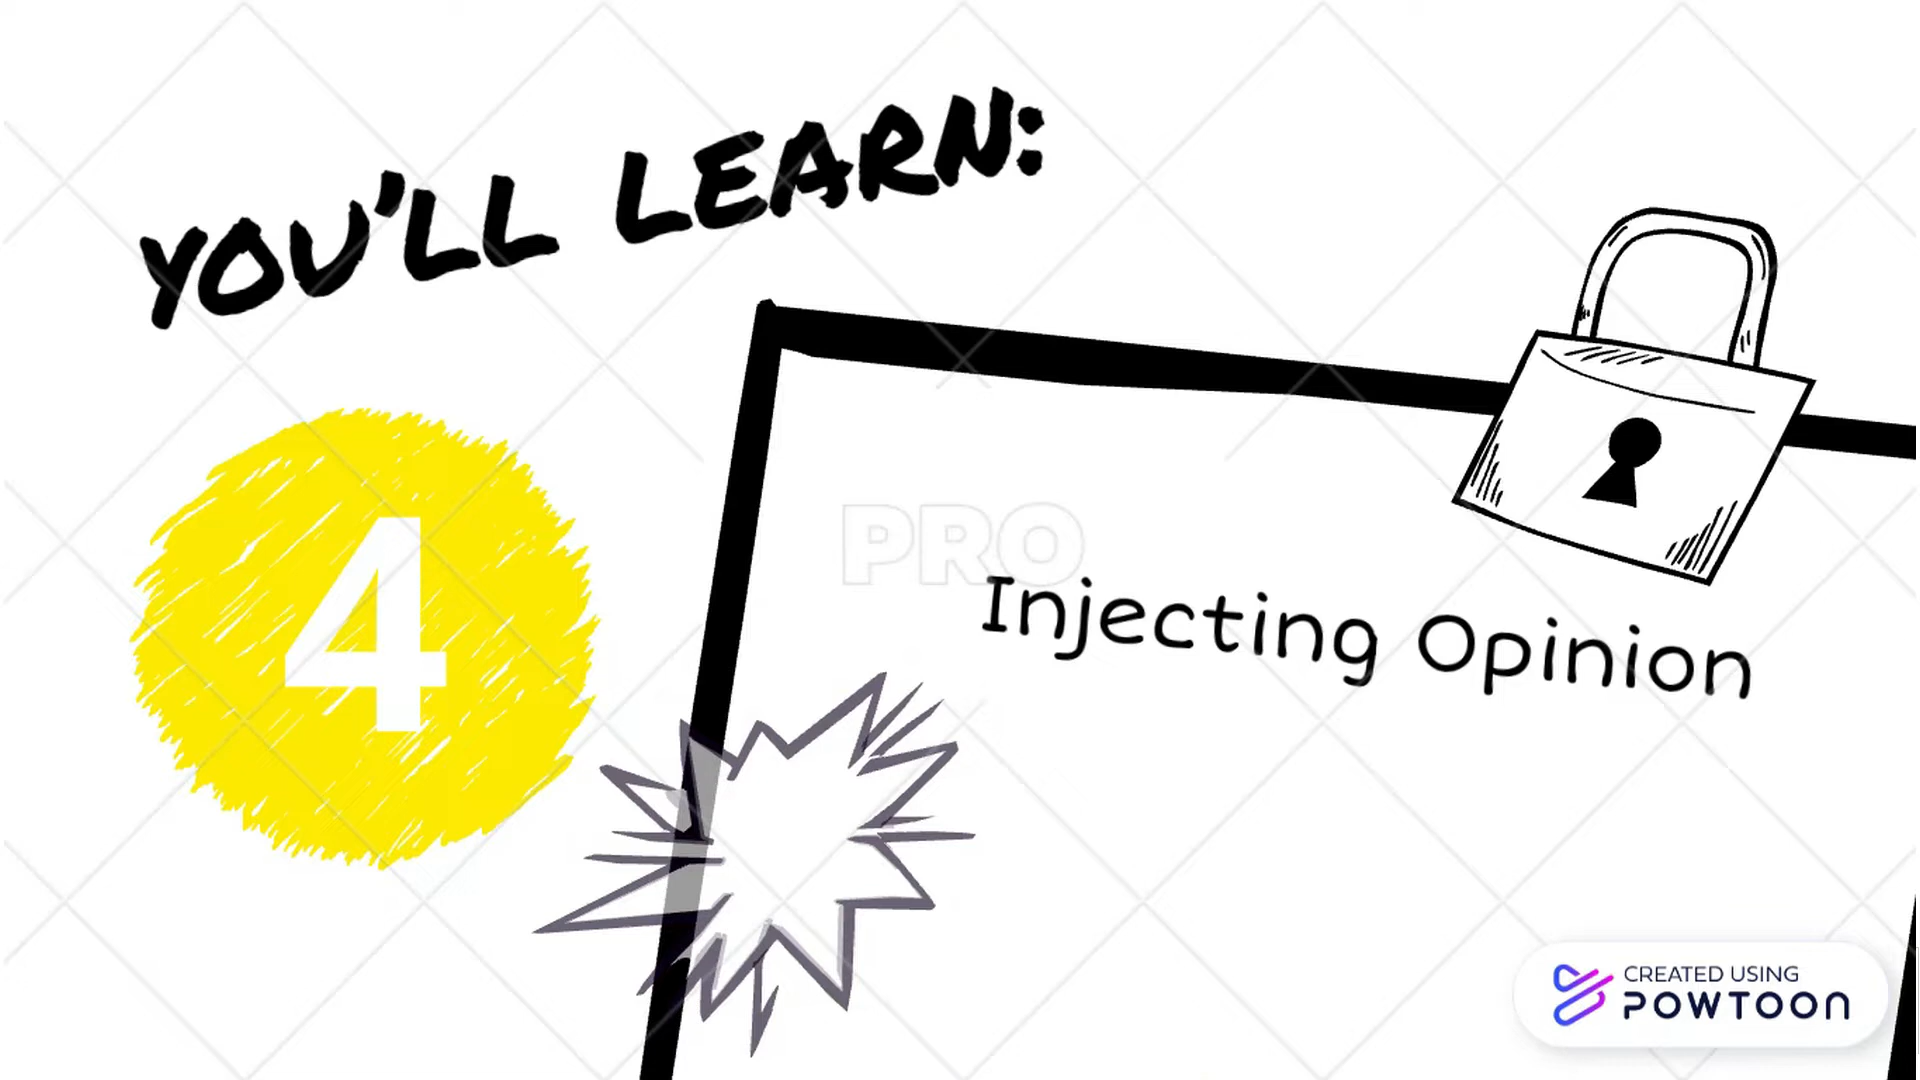 YOU'LL LEARN:
4
PRO
Injecting Opinion
CREATED USING
POWTOON